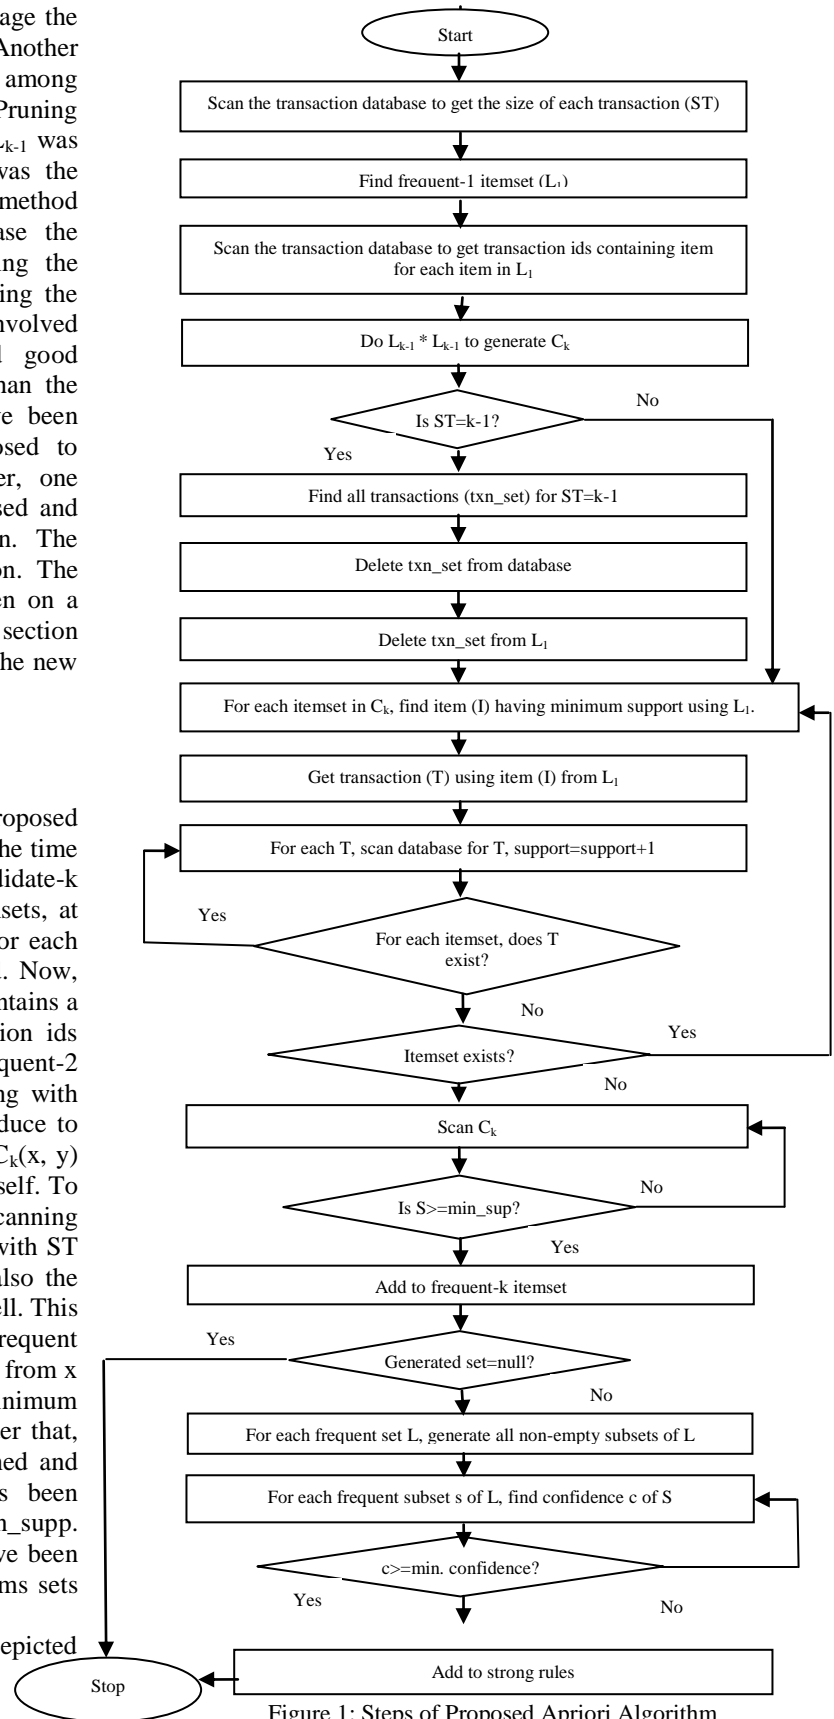 age the
Another
among
Pruning
Lk-1 was
was the
method
ase the
ing the
ing the
nvolved
good
han the
ve been
osed to
er, one
sed and
n. The
on. The
en on a
section
he new
roposed
he time
didate-k
nsets, at
or each
. Now,
ntains a
ion ids
quent-2
ng with
duce to
Ck(x, y)
self. To
canning
with ST
also the
ell. This
requent
from x
nimum
er that,
ned and
s been
n_supp.
ve been
ms sets
epicted
Start
Scan the transaction database to get the size of each transaction (ST)
Find frequent-1 itemset (L1)
Scan the transaction database to get transaction ids containing item
for each item in L1
Do Lk-1 * Lk-1 to generate Ck
Is ST=k-1?
No
Yes
Find all transactions (txn_set) for ST=k-1
Delete txn_set from database
Delete txn_set from L1
For each itemset in Ck, find item (I) having minimum support using L1.
Get transaction (T) using item (I) from L1
For each T, scan database for T, support=support+1
Yes
For each itemset, does T
exist?
No
Yes
Itemset exists?
No
Scan Ck
No
Is S>=min_sup?
Yes
Add to frequent-k itemset
Yes
Generated set=null?
No
For each frequent set L, generate all non-empty subsets of L
For each frequent subset s of L, find confidence c of S
c>=min. confidence?
Yes
No
Add to strong rules
Stop
Figure 1: Steps of Proposed Apriori Algorithm